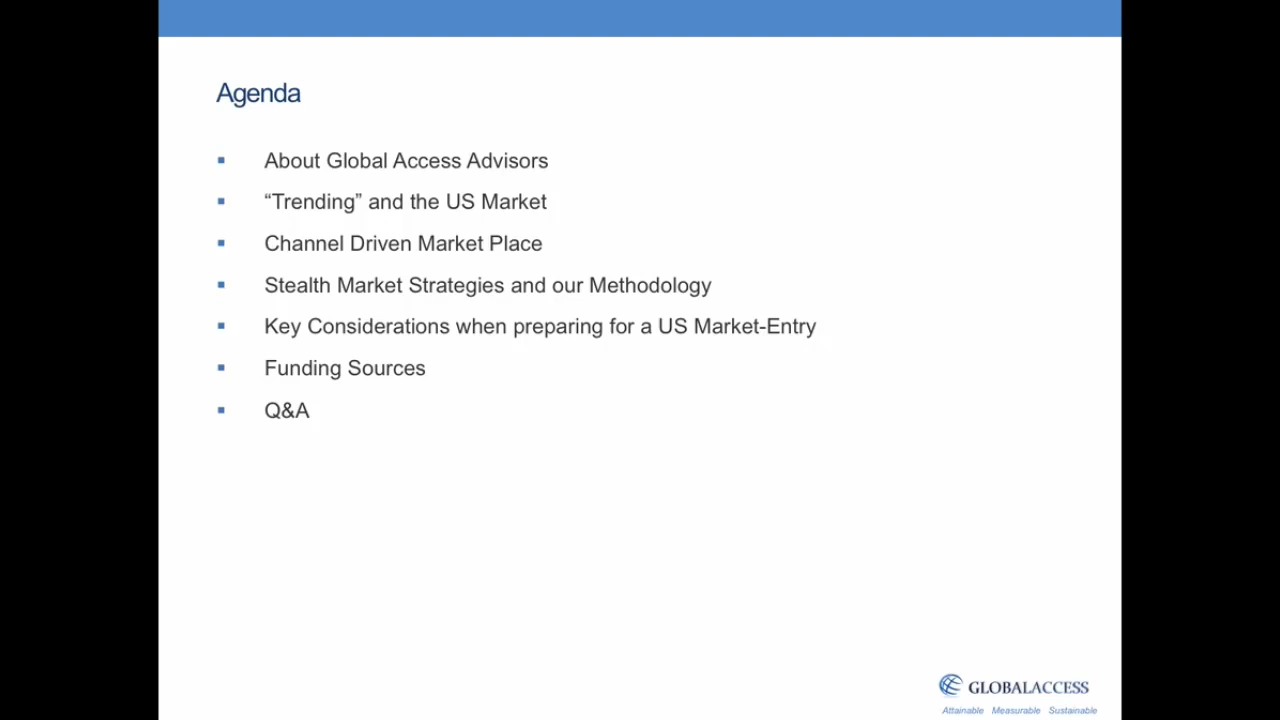 Agenda
▪ About Global Access Advisors
▪ “Trending” and the US Market
▪ Channel Driven Market Place
▪ Stealth Market Strategies and our Methodology
▪ Key Considerations when preparing for a US Market-Entry
▪ Funding Sources
▪ Q&A
GLOBALACCESS
Attainable Measurable Sustainable